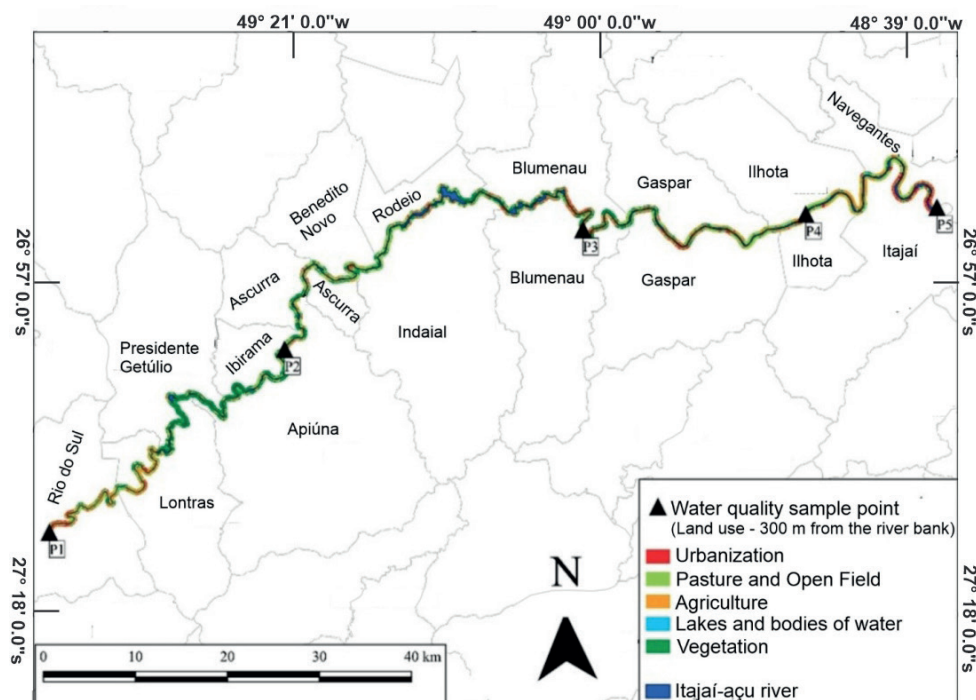 49° 21 0.0"w
49° 00 0.0"w
48° 39 0.0"w
Navegantes
Ilhota
Blumenau
Gaspar
Benedito
Novo
Rodeio
P3
P4
P5
Itajaí
Ilhota
Gaspar
Blumenau
26° 57' 0.0"s
26° 57' 0.0"s
Ascurra
Ascurra
Indaial
Presidente
Getúlio
Ibirama
P2
Apiúna
Rio do Sul
Lontras
P1
Water quality sample point
(Land use - 300 m from the river bank)
Urbanization
Pasture and Open Field
Agriculture
Lakes and bodies of water
Vegetation
Itajaí-açu river
N
27° 18' 0.0"s
27° 18 0.0"s
0 10 20 30 40 km